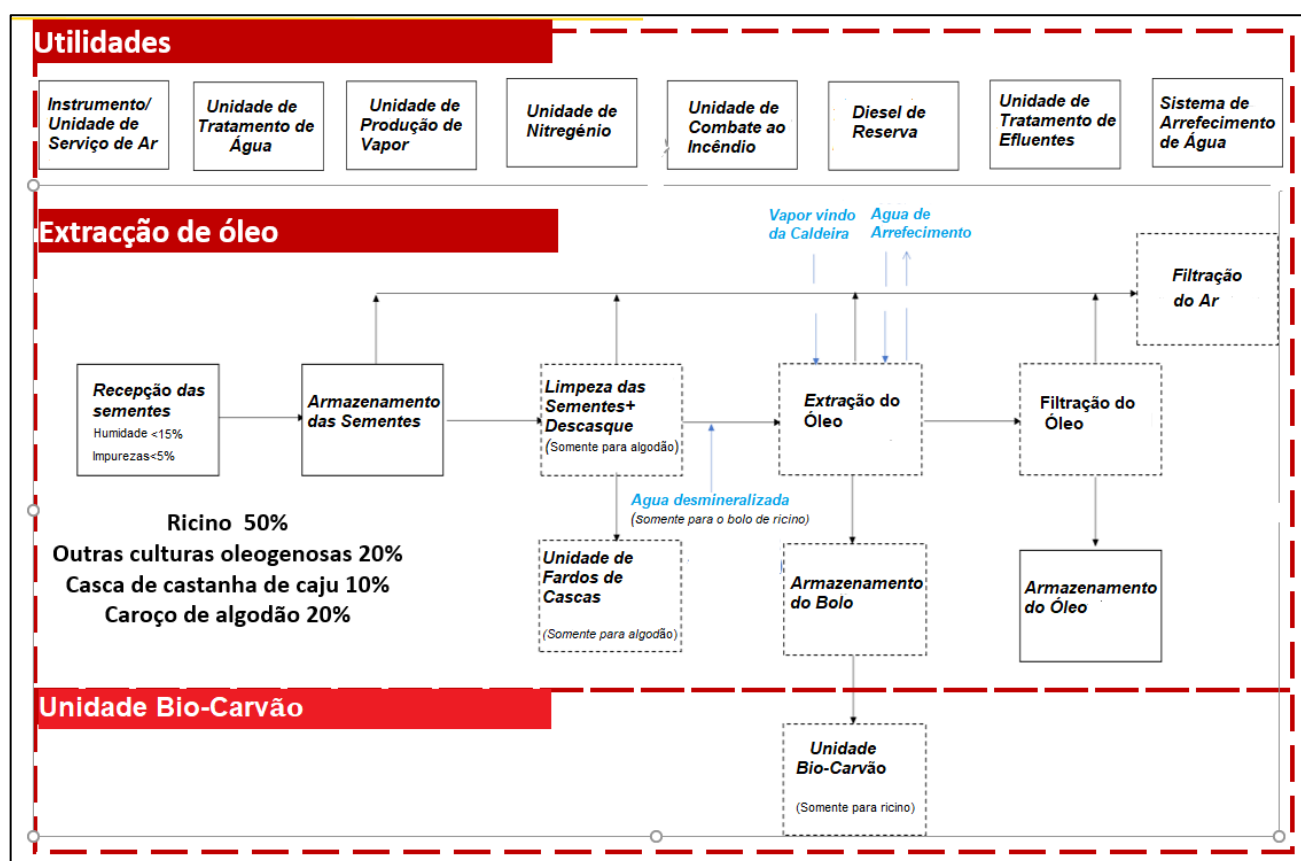 Utilidades
Instrumento/
Unidade de
Serviço de Ar
Unidade de
Tratamento de
Água
Unidade de
Produção de
Vapor
Unidade de
Nitregénio
Unidade de
Combate ao
Incêndio
Diesel de
Reserva
Unidade de
Tratamento de
Efluentes
Sistema de
Arrefecimento
de Água
Extracção de óleo
Vapor vindo
da Caldeira
Agua de
Arrefecimento
Filtração
do Ar
Recepção das
sementes
Humidade <15%
Impurezas<5%
Armazenamento
das Sementes
Limpeza das
Sementes+
Descasque
(Somente para algodão)
Extração do
Óleo
Filtração do
Óleo
Agua desmineralizada
(Somente para o bolo de ricino)
Ricino 50%
Outras culturas oleogenosas 20%
Casca de castanha de caju 10%
Caroço de algodão 20%
Unidade de
Fardos de
Cascas
(Somente para algodão)
Armazenamento
do Bolo
Armazenamento
do Óleo
Unidade Bio-Carvão
Unidade
Bio-Carvão
(Somente para ricino)